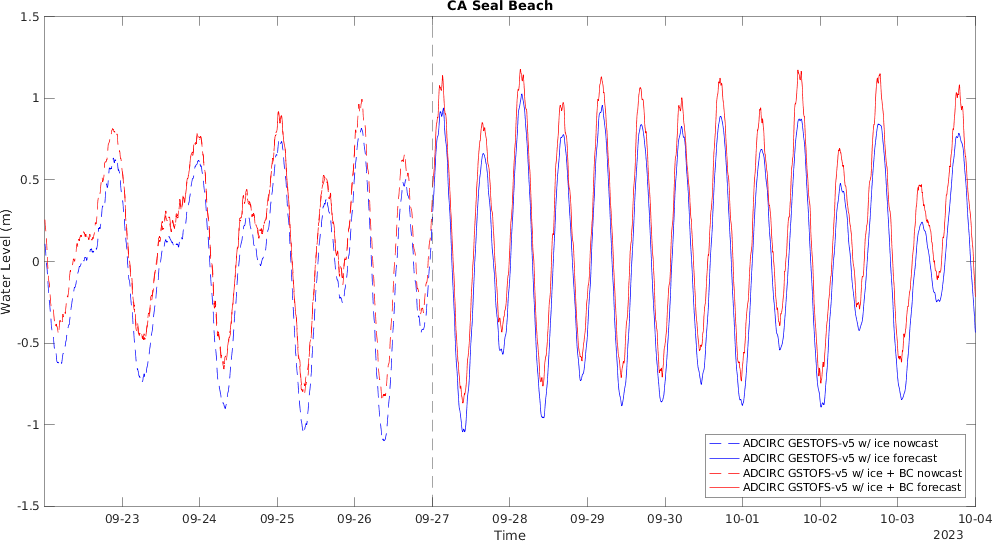 CA Seal Beach
1.5
1
0.5
0
-0.5
-1
-1.5
Water Level (m)
09-23 09-24 09-25 09-26 09-27 09-28 09-29 09-30 10-01 10-02 10-03 10-04
Time
2023
ADCIRC GESTOFS-v5 w/ ice nowcast
ADCIRC GESTOFS-v5 w/ ice forecast
ADCIRC GSTOFS-v5 w/ ice + BC nowcast
ADCIRC GSTOFS-v5 w/ ice + BC forecast